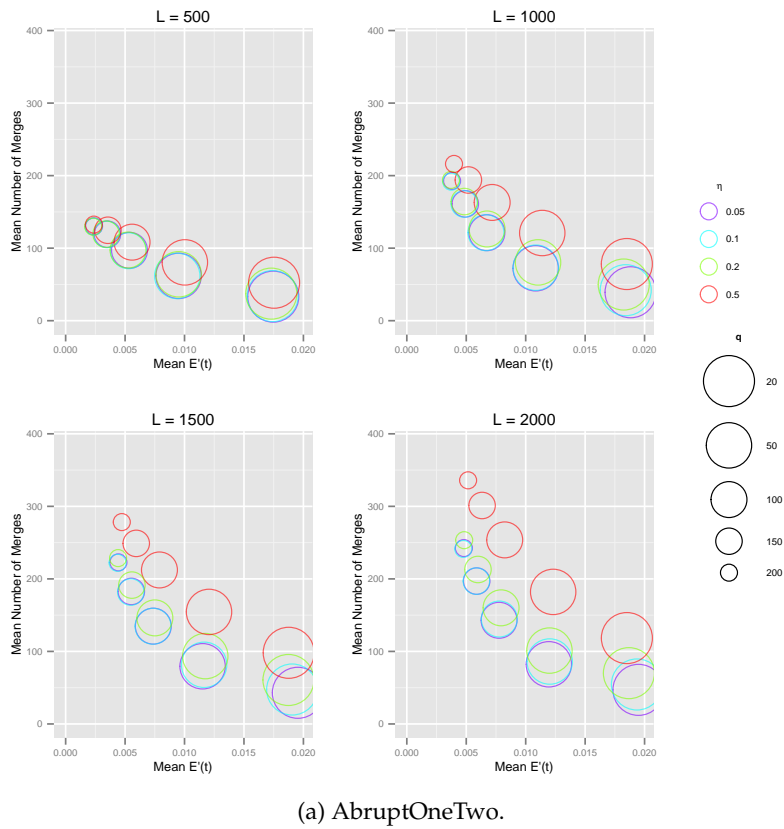 L = 500
400
300
200
100
0
Mean Number of Merges
0.000 0.005 0.010 0.015 0.020
Mean E'(t)
L = 1000
400
300
200
100
0
Mean Number of Merges
0.000 0.005 0.010 0.015 0.020
Mean E'(t)
L = 1500
400
300
200
100
0
Mean Number of Merges
0.000 0.005 0.010 0.015 0.020
Mean E'(t)
L = 2000
400
300
200
100
0
Mean Number of Merges
0.000 0.005 0.010 0.015 0.020
Mean E'(t)
η
0.05
0.1
0.2
0.5
q
20
50
100
150
200
(a) AbruptOneTwo.